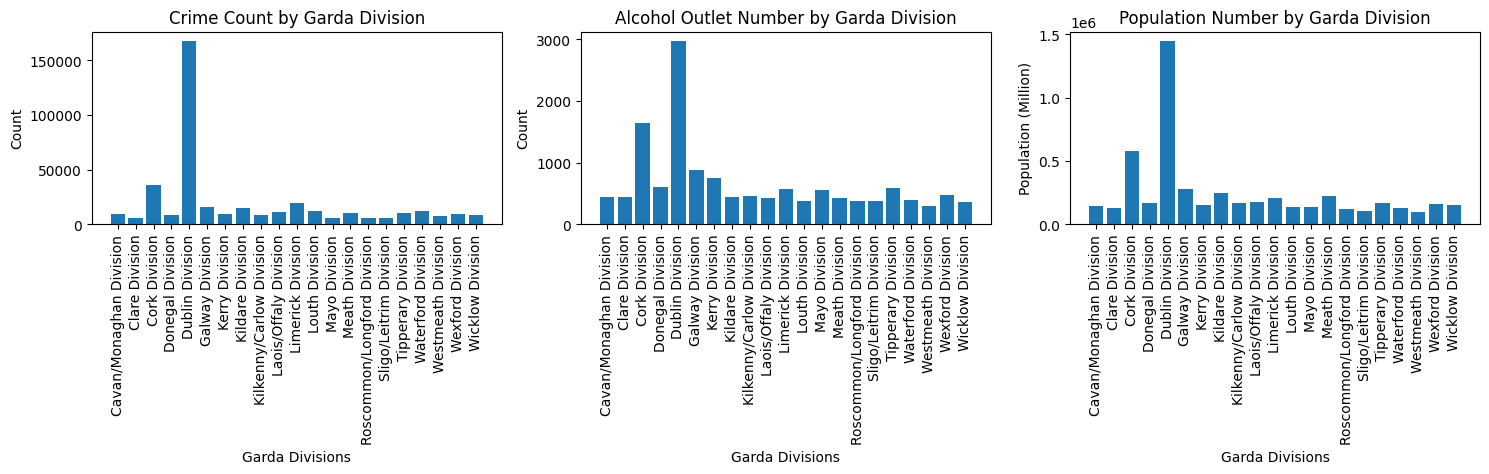 Crime Count by Garda Division
Count
150000
100000
50000
0
Cavan/Monaghan Division
Clare Division
Cork Division
Donegal Division
Dublin Division
Galway Division
Kerry Division
Kildare Division
Kilkenny/Carlow Division
Laois/Offaly Division
Limerick Division
Louth Division
Mayo Division
Meath Division
Roscommon/Longford Division
Sligo/Leitrim Division
Tipperary Division
Waterford Division
Westmeath Division
Wexford Division
Wicklow Division
Garda Divisions
Alcohol Outlet Number by Garda Division
Count
3000
2000
1000
0
Cavan/Monaghan Division
Clare Division
Cork Division
Donegal Division
Dublin Division
Galway Division
Kerry Division
Kildare Division
Kilkenny/Carlow Division
Laois/Offaly Division
Limerick Division
Louth Division
Mayo Division
Meath Division
Roscommon/Longford Division
Sligo/Leitrim Division
Tipperary Division
Waterford Division
Westmeath Division
Wexford Division
Wicklow Division
Garda Divisions
Population Number by Garda Division
1e6
Population (Million)
1.5
1.0
0.5
0.0
Cavan/Monaghan Division
Clare Division
Cork Division
Donegal Division
Dublin Division
Galway Division
Kerry Division
Kildare Division
Kilkenny/Carlow Division
Laois/Offaly Division
Limerick Division
Louth Division
Mayo Division
Meath Division
Roscommon/Longford Division
Sligo/Leitrim Division
Tipperary Division
Waterford Division
Westmeath Division
Wexford Division
Wicklow Division
Garda Divisions